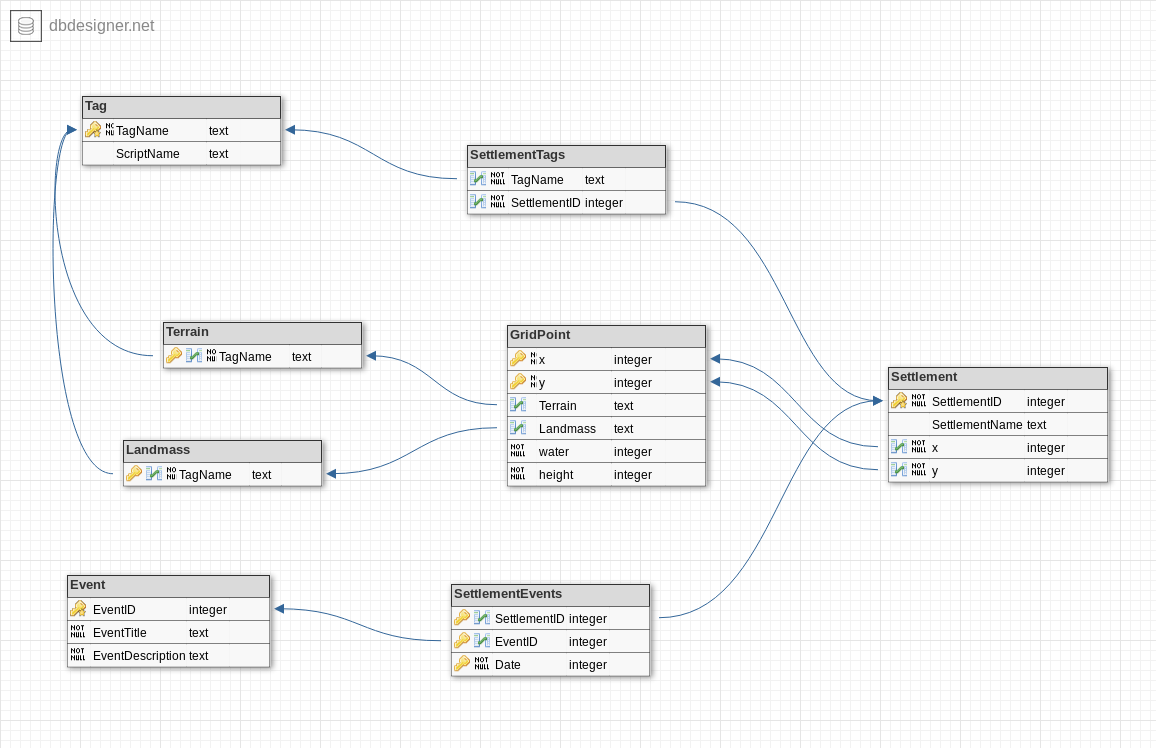 dbdesigner.net
Tag
TagName text
ScriptName text
SettlementTags
NOT NULL TagName text
NOT NULL SettlementID integer
Terrain
TagName text
GridPoint
x integer
y integer
Terrain text
Landmass text
NOT NULL water integer
NOT NULL height integer
Settlement
NOT NULL SettlementID integer
SettlementName text
NOT NULL x integer
NOT NULL y integer
Landmass
TagName text
Event
EventID integer
NOT NULL EventTitle text
NOT NULL EventDescription text
SettlementEvents
SettlementID integer
EventID integer
NOT NULL Date integer